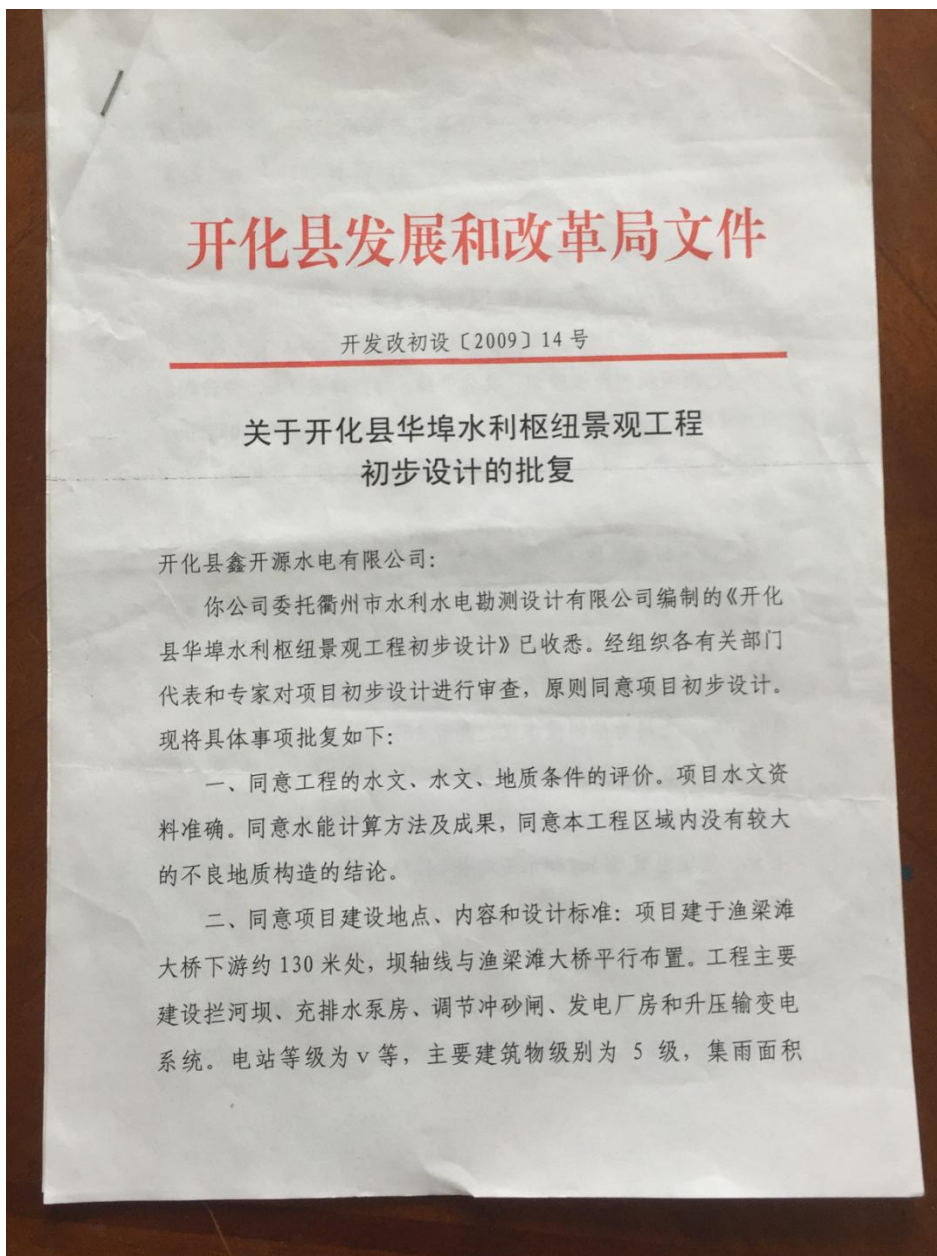 开化县发展和改革局文件
开发改初设〔2009〕14号
关于开化县华埠水利枢纽景观工程
初步设计的批复
开化县鑫开源水电有限公司：
你公司委托衢州市水利水电勘测设计有限公司编制的《开化
县华埠水利枢纽景观工程初步设计》已收悉。经组织各有关部门
代表和专家对项目初步设计进行审查，原则同意项目初步设计。
现将具体事项批复如下：
一、同意工程的水文、水文、地质条件的评价。项目水文资
料准确。同意水能计算方法及成果，同意本工程区域内没有较大
的不良地质构造的结论。
二、同意项目建设地点、内容和设计标准：项目建于渔梁滩
大桥下游约130米处，坝轴线与渔梁滩大桥平行布置。工程主要
建设拦河坝、充排水泵房、调节冲砂闸、发电厂房和升压输变电
系统。电站等级为v等，主要建筑物级别为 5 级，集雨面积